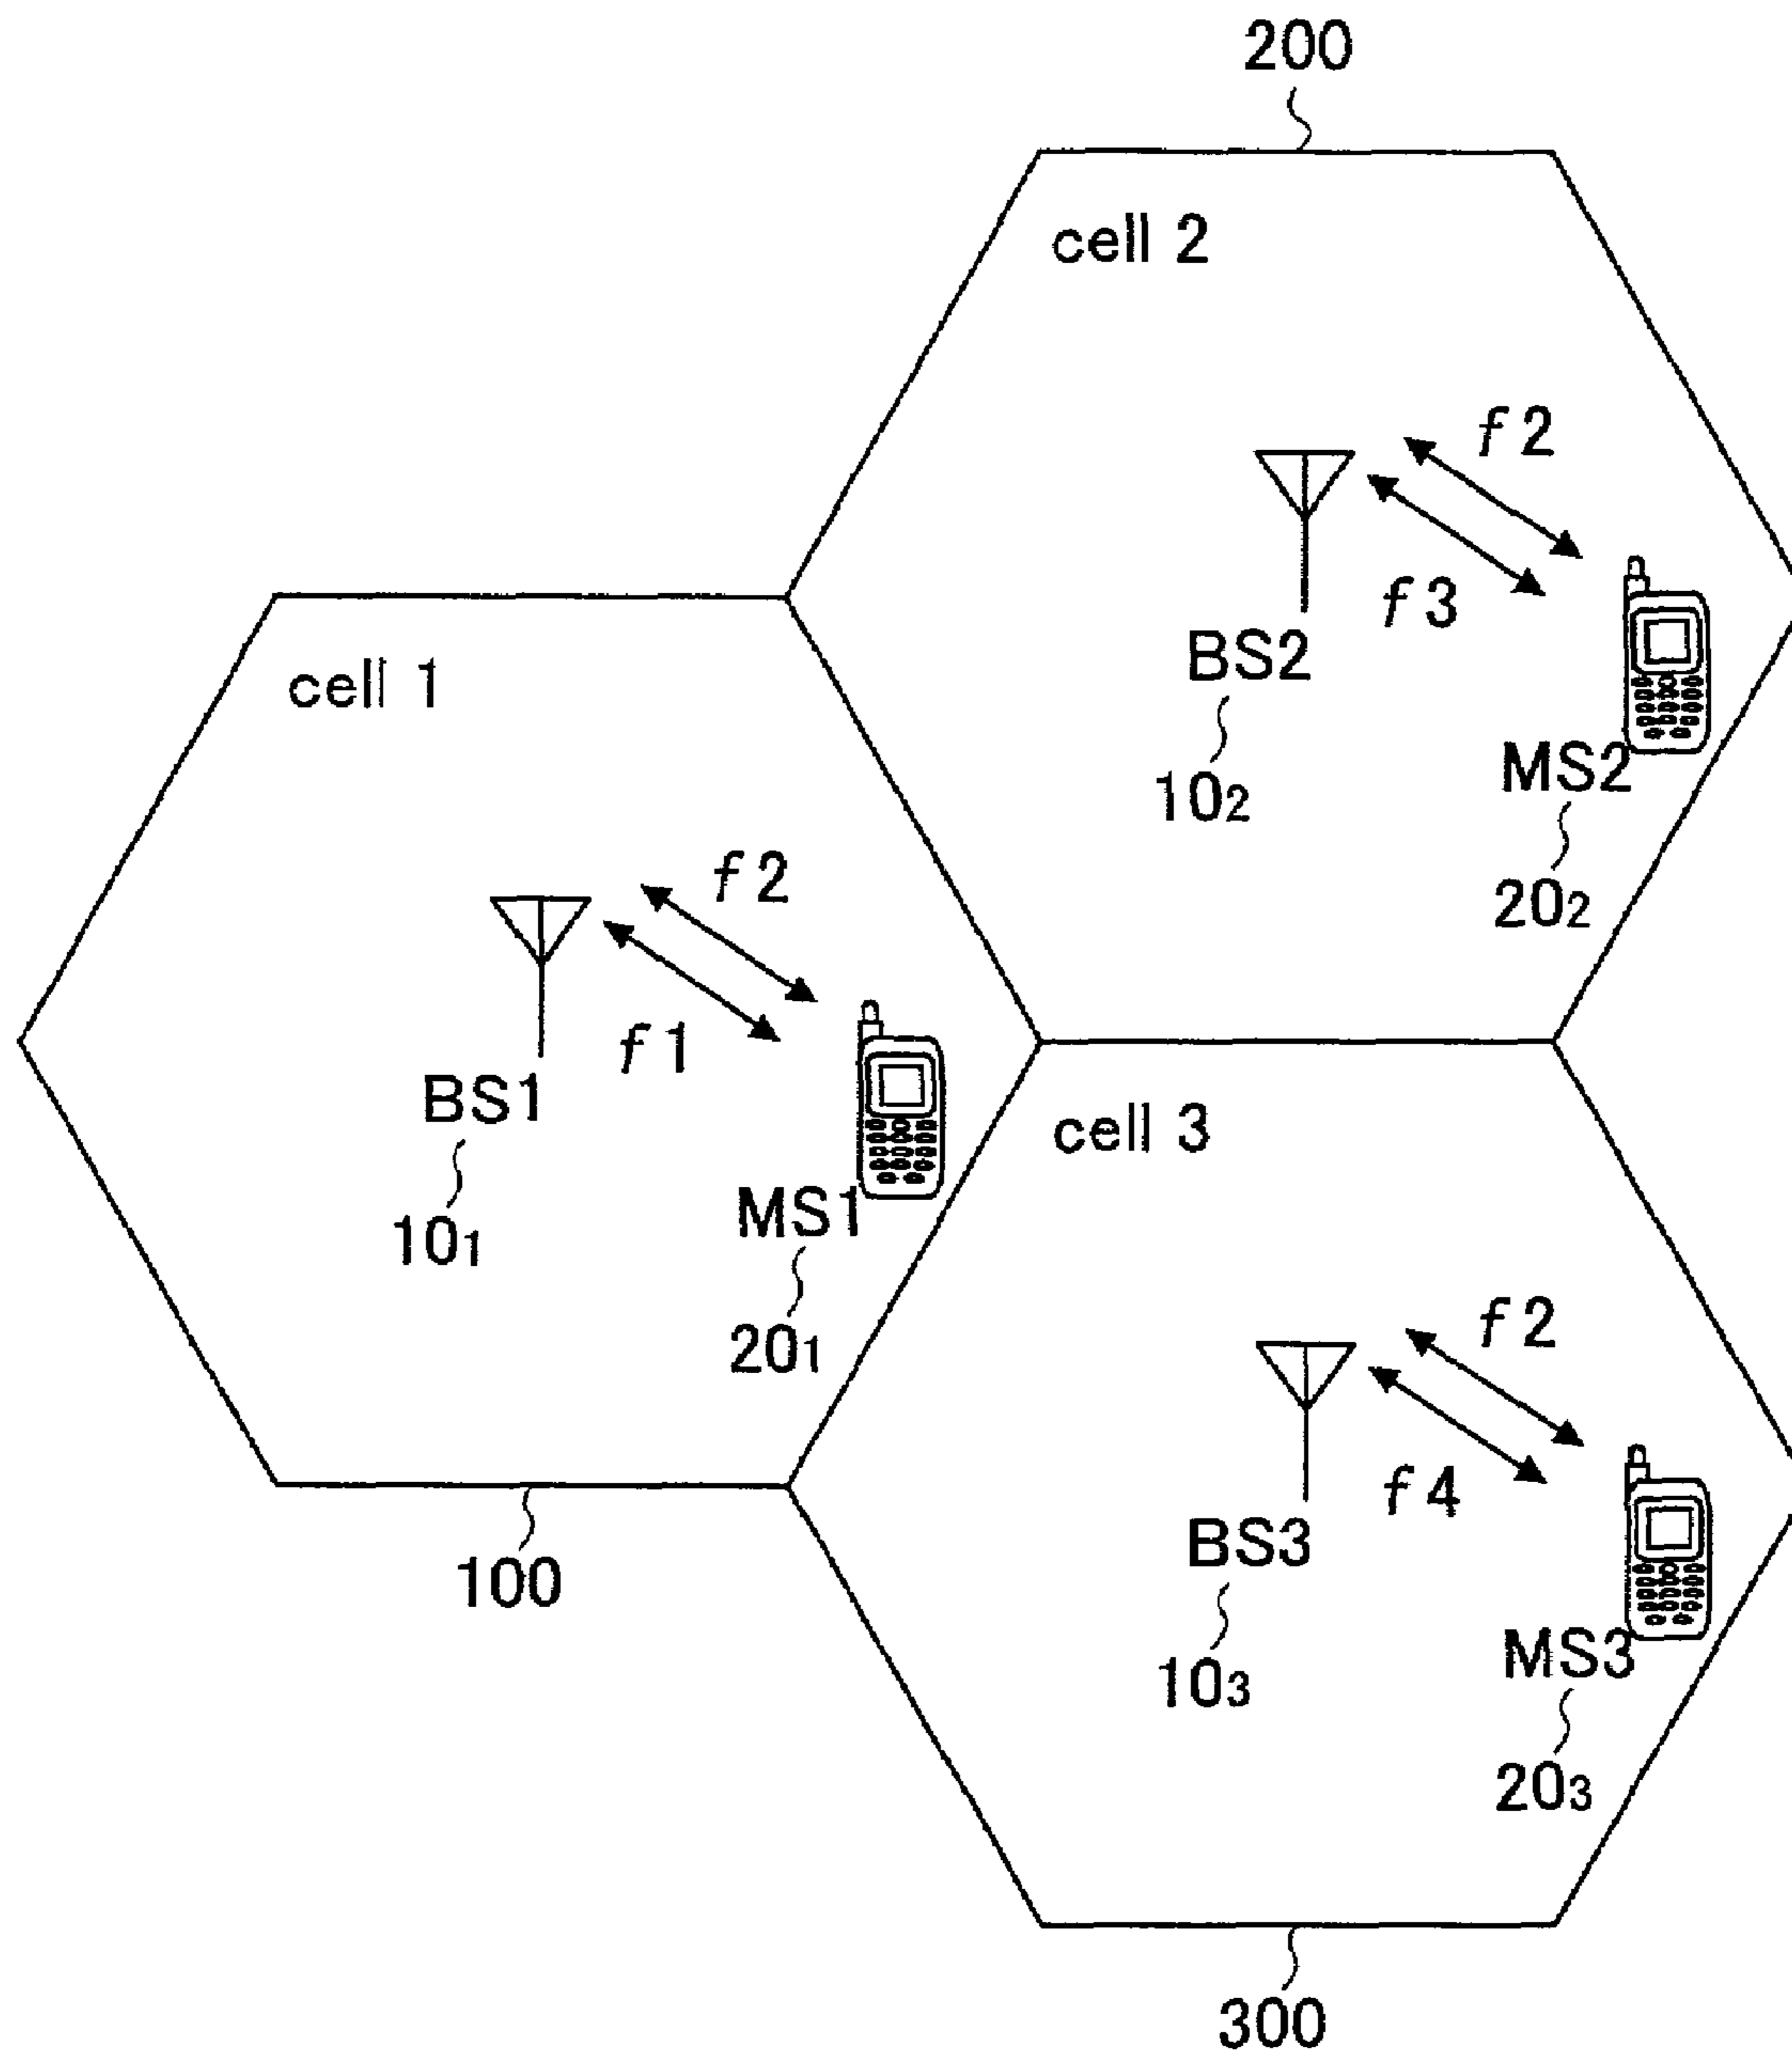 200
cell 2
f2
f3
BS2
10₂
MS2
20₂
cell 1
f2
f1
BS1
10₁
MS1
20₁
100
cell 3
f2
f4
BS3
10₃
MS3
20₃
300